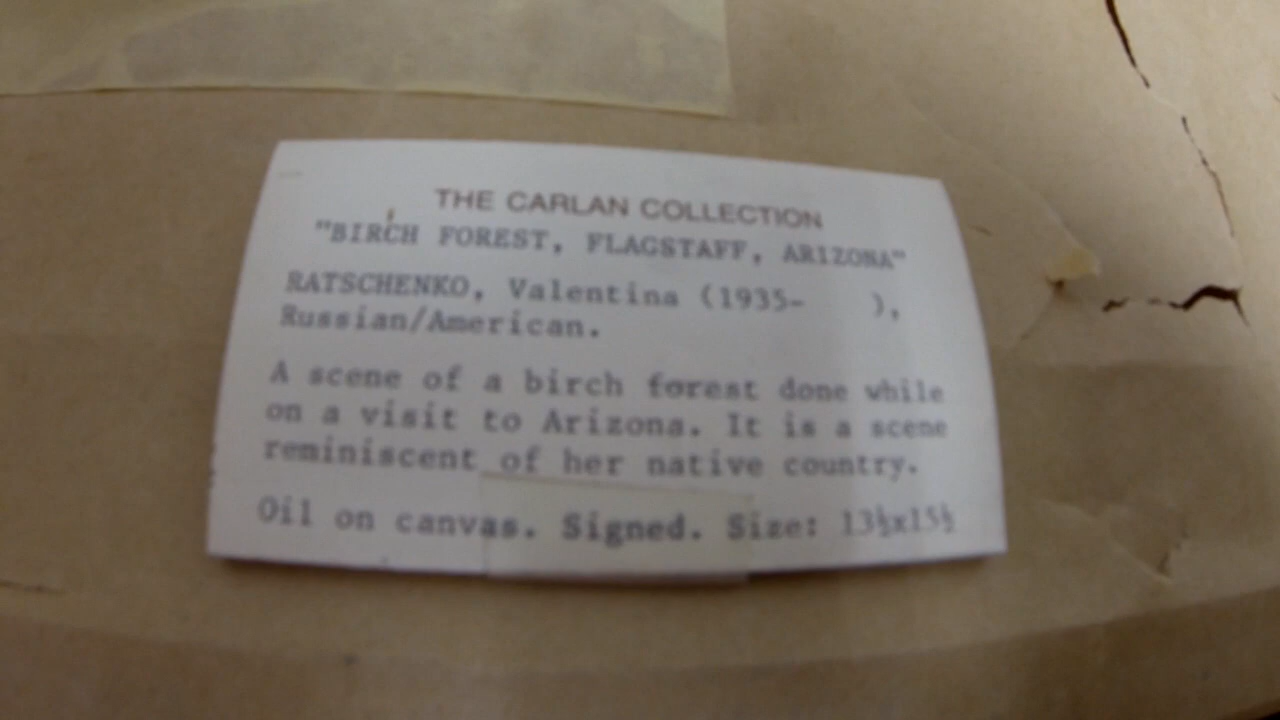 THE CARLAN COLLECTION
"BIRCH FOREST, FLAGSTAFF, ARIZONA"
RATSCHENKO, Valentina (1935-    ),
Russian/American.
A scene of a birch forest done while
on a visit to Arizona. It is a scene
reminiscent of her native country.
Oil on canvas. Signed. Size: 13½x15½